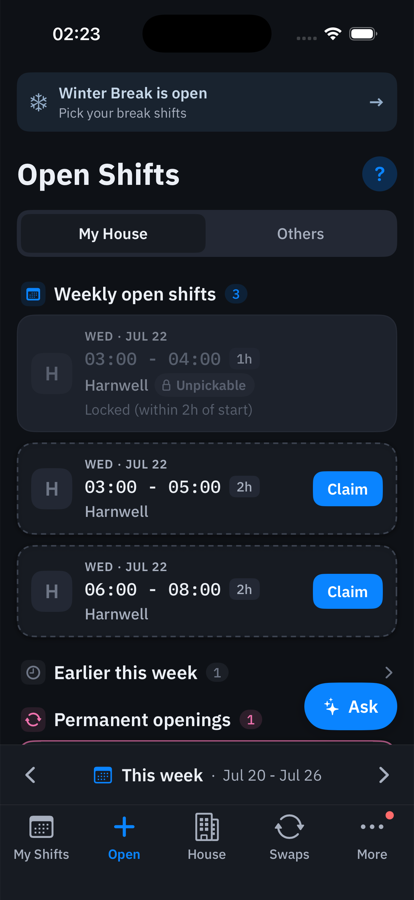 02:23
Winter Break is open
Pick your break shifts
Open Shifts
?
My House
Others
Weekly open shifts 3
WED · JUL 22
H
03:00 - 04:00 1h
Harnwell Unpickable
Locked (within 2h of start)
WED · JUL 22
H
03:00 - 05:00 2h
Claim
Harnwell
WED · JUL 22
H
06:00 - 08:00 2h
Claim
Harnwell
Earlier this week 1
Ask
Permanent openings 1
This week · Jul 20 - Jul 26
My Shifts
Open
House
Swaps
More